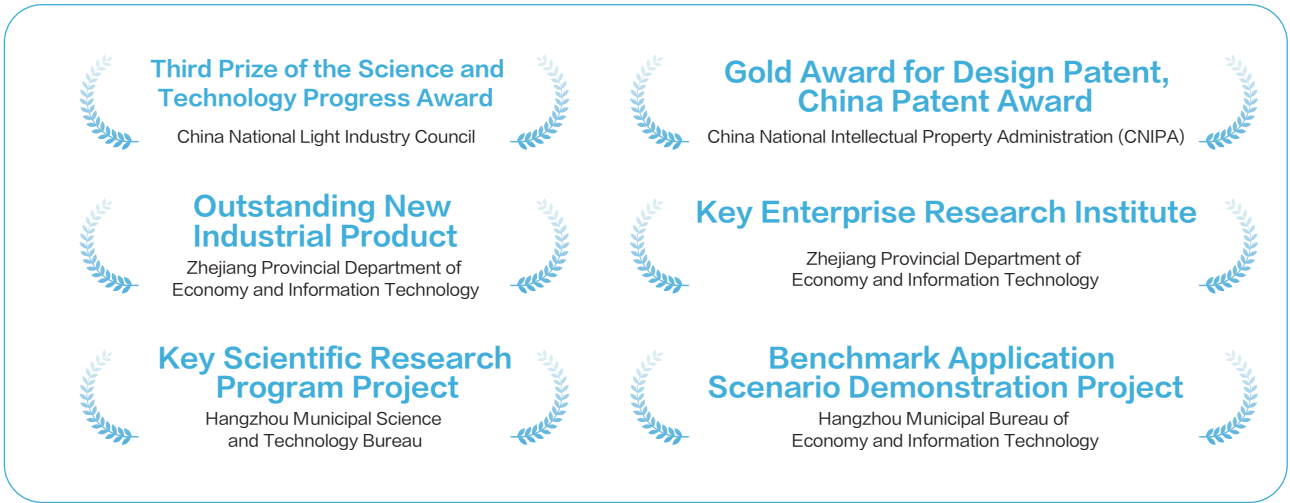 Third Prize of the Science and
Technology Progress Award
China National Light Industry Council
Gold Award for Design Patent,
China Patent Award
China National Intellectual Property Administration (CNIPA)
Outstanding New
Industrial Product
Zhejiang Provincial Department of
Economy and Information Technology
Key Enterprise Research Institute
Zhejiang Provincial Department of
Economy and Information Technology
Key Scientific Research
Program Project
Hangzhou Municipal Science
and Technology Bureau
Benchmark Application
Scenario Demonstration Project
Hangzhou Municipal Bureau of
Economy and Information Technology